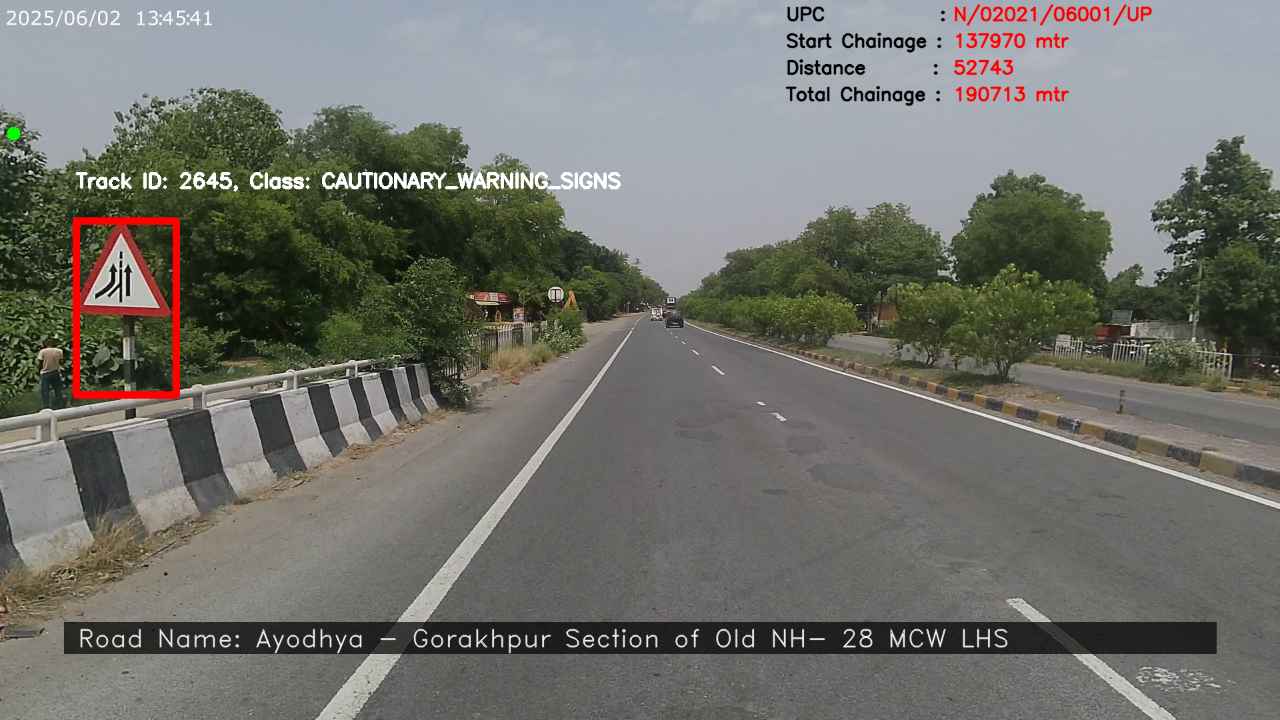 2025/06/02 13:45:41
UPC : N/02021/06001/UP
Start Chainage : 137970 mtr
Distance : 52743
Total Chainage : 190713 mtr
Track ID: 2645, Class: CAUTIONARY_WARNING_SIGNS
Road Name: Ayodhya - Gorakhpur Section of Old NH- 28 MCW LHS